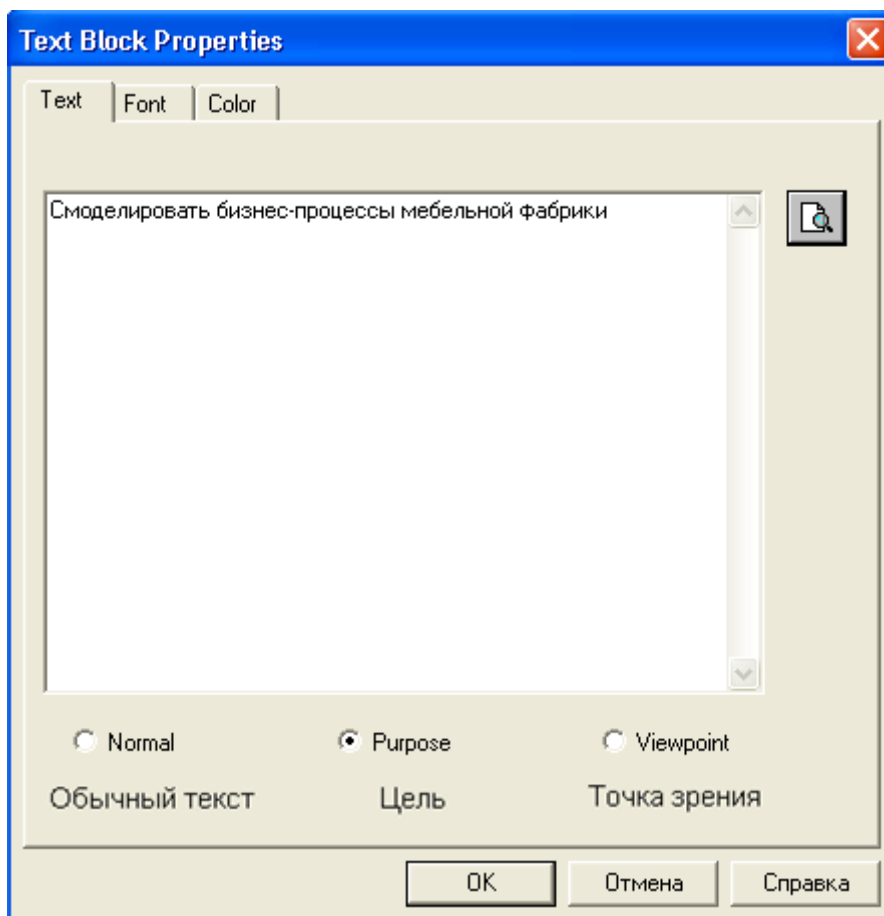 Text Block Properties
Text Font Color
Смоделировать бизнес-процессы мебельной фабрики
Normal Purpose Viewpoint
Обычный текст Цель Точка зрения
OK Отмена Справка